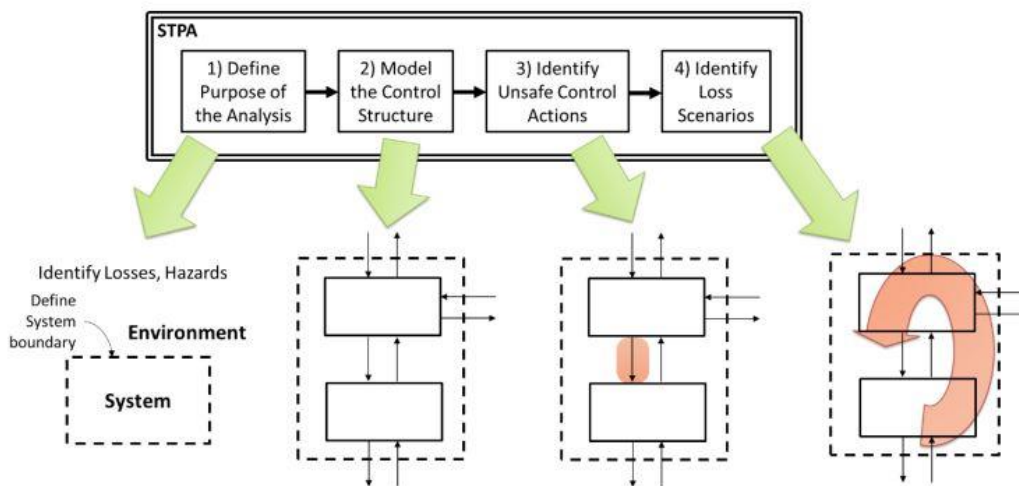 STPA
1) Define
Purpose of
the Analysis
2) Model
the Control
Structure
3) Identify
Unsafe Control
Actions
4) Identify
Loss
Scenarios
Identify Losses, Hazards
Define
System
boundary
Environment
System